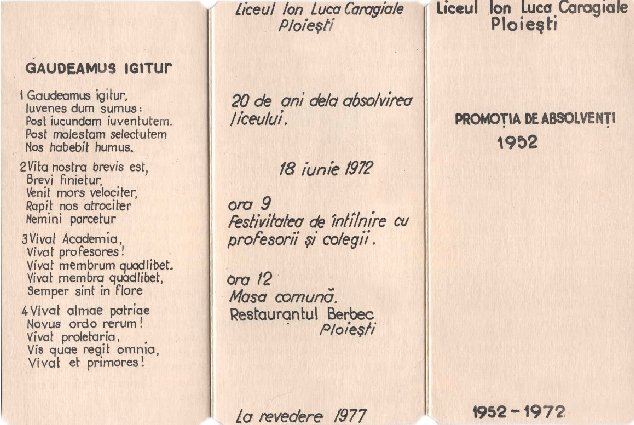 GAUDEAMUS IGITUR
1 Gaudeamus igitur,
Iuvenes dum sumus:
Post iucundam iuventutem.
Post molestam selectutem
Nos habebit humus.
2 Vita nostra brevis est,
Brevi finietur,
Venit mors velociter,
Rapit nos atrociter
Nemini parcetur
3 Vivat Academia,
Vivat profesores!
Vivat membrum quadlibet.
Vivat membra quadlibet,
Semper sint in flore
4 Vivat almae patriae
Novus ordo rerum!
Vivat proletaria,
Vis quae regit omnia,
Vivat et primores!
Liceul Ion Luca Caragiale
Ploiești
20 de ani dela absolvirea
liceului.
18 iunie 1972
ora 9
Festivitatea de întîlnire cu
profesorii și colegii.
ora 12
Masa comună.
Restaurantul Berbec
Ploiești
La revedere 1977
Liceul Ion Luca Caragiale
Ploiești
PROMOȚIA DE ABSOLVENȚI
1952
1952-1972